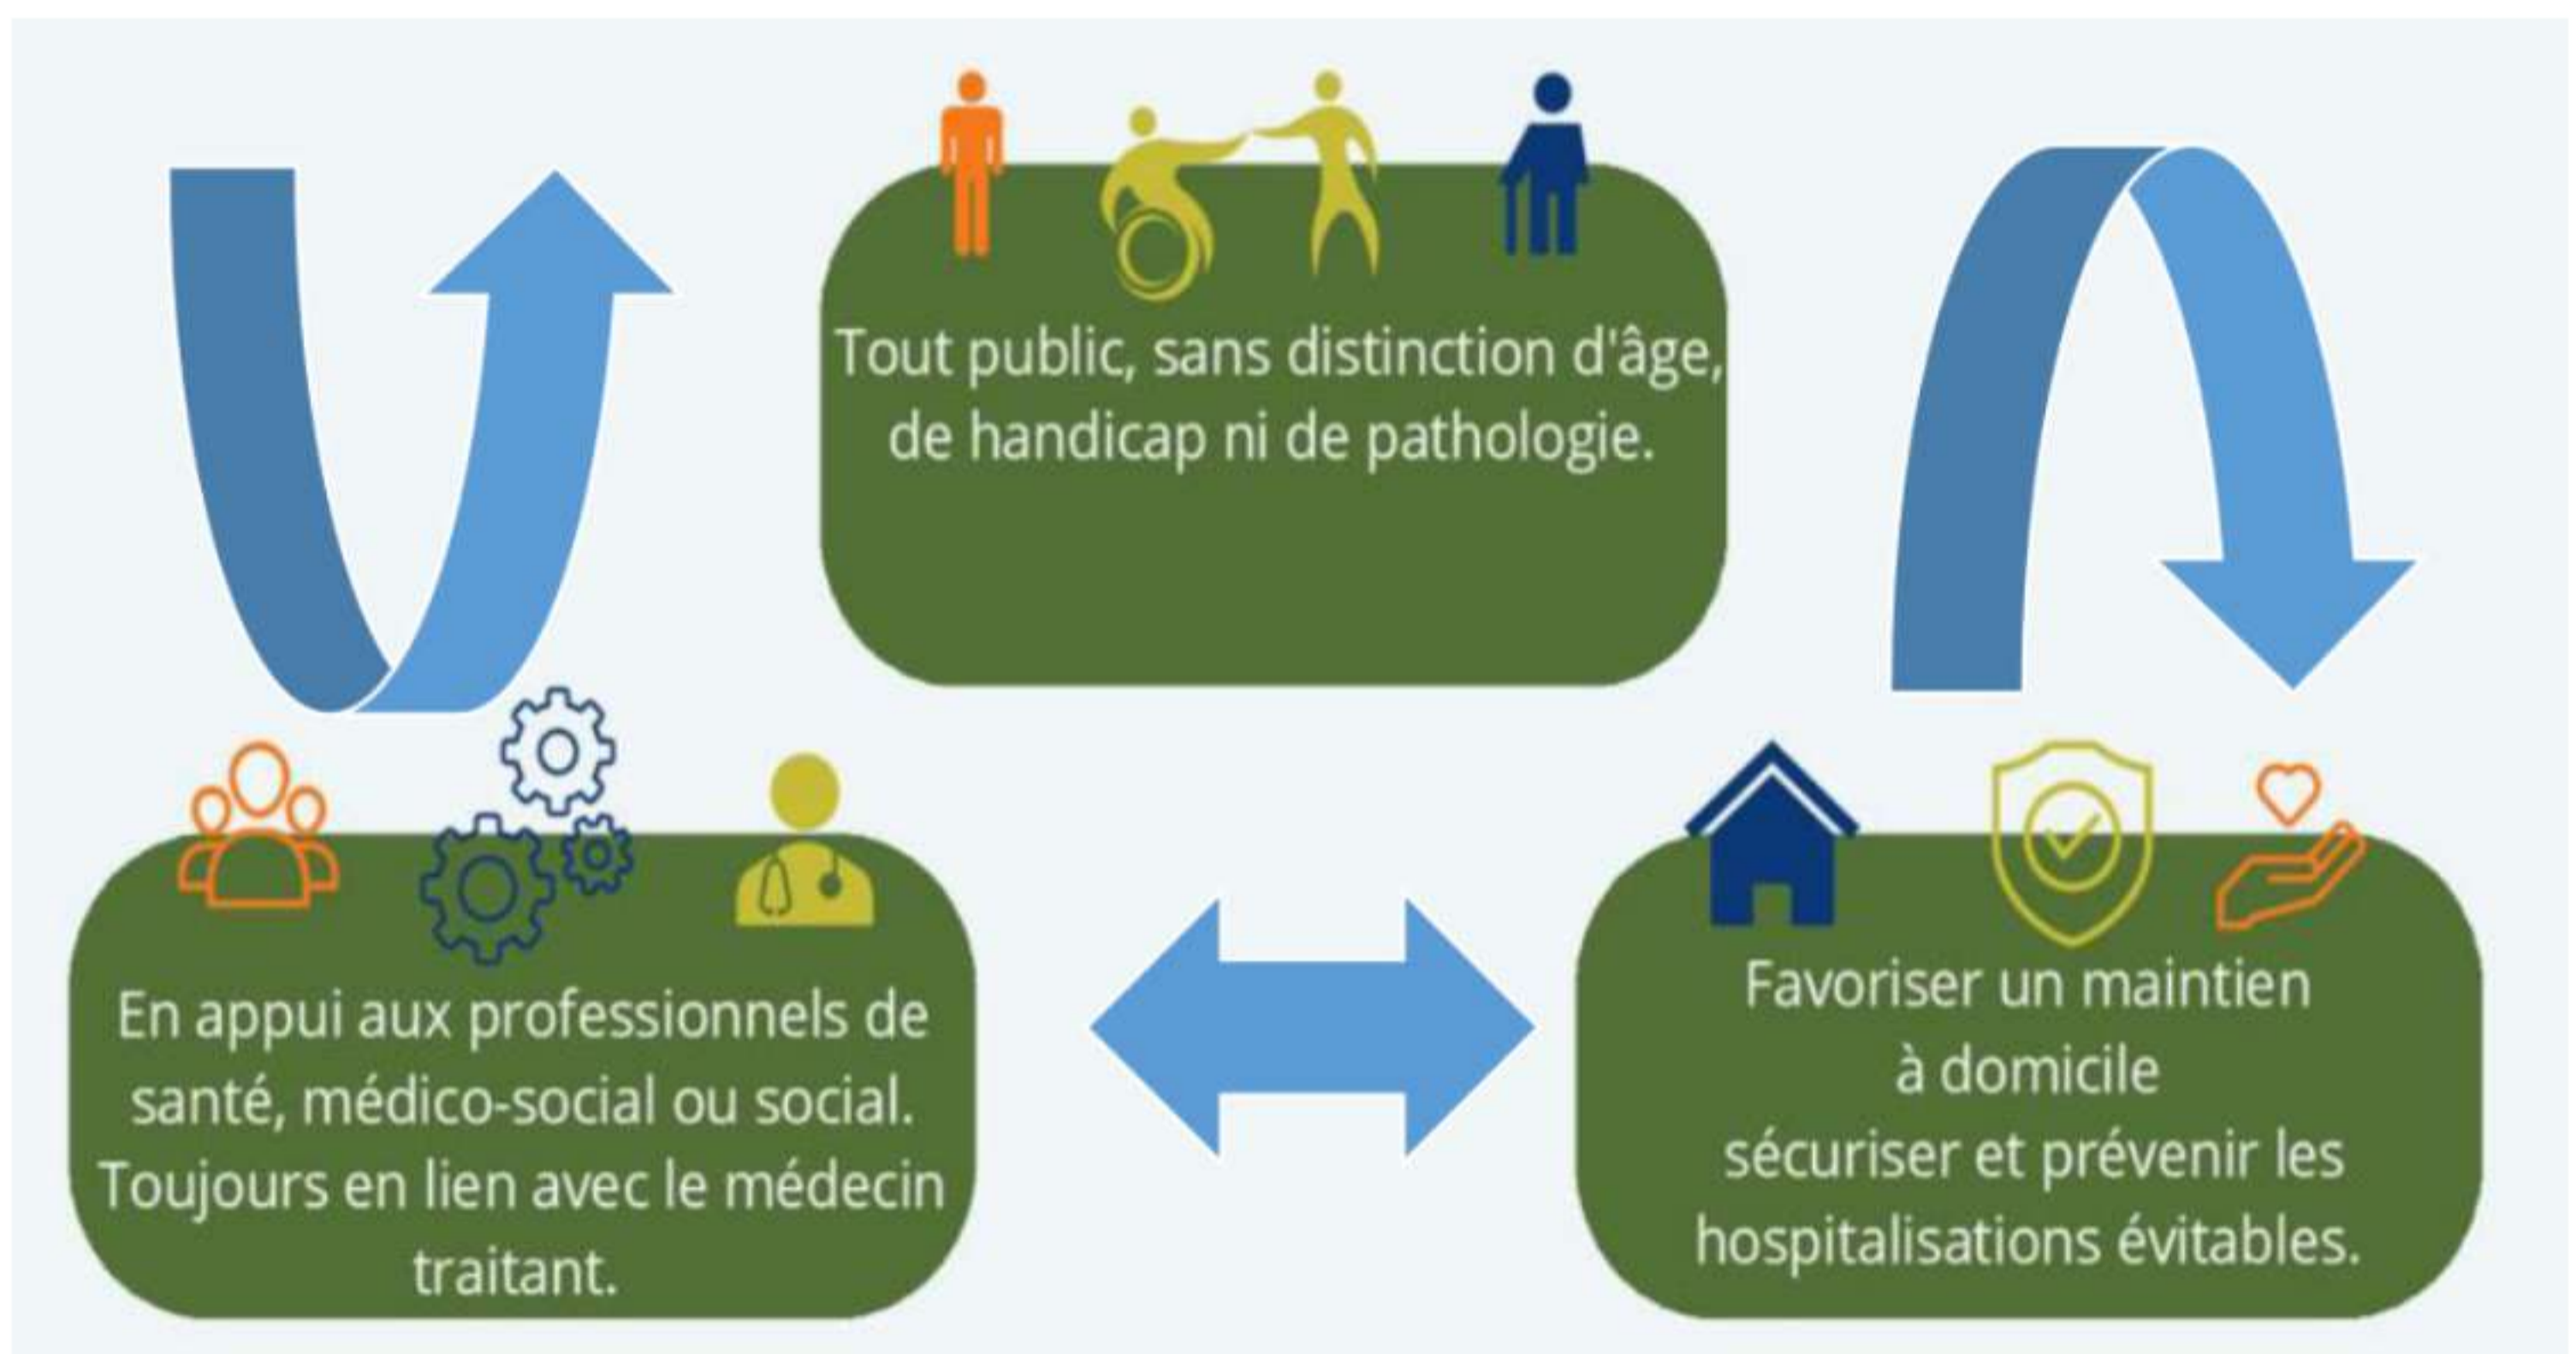 Tout public, sans distinction d'âge,
de handicap ni de pathologie.
En appui aux professionnels de
santé, médico-social ou social.
Toujours en lien avec le médecin
traitant.
Favoriser un maintien
à domicile
sécuriser et prévenir les
hospitalisations évitables.